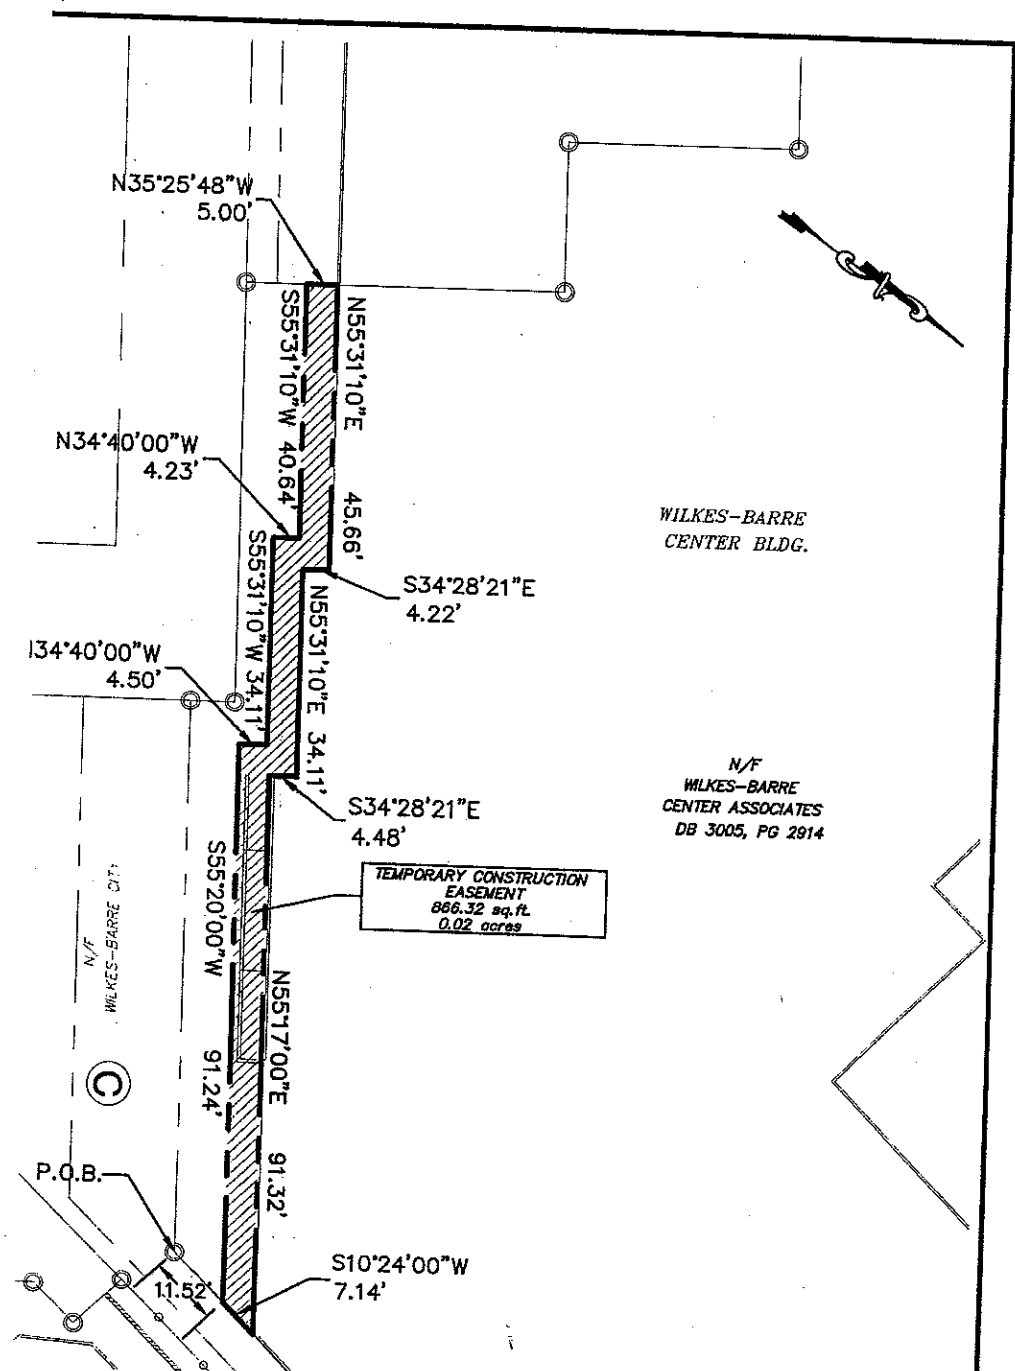 N35°25'48"W
5.00'
S55°31'10"W 40.64'
N55°31'10"E 45.66'
N34°40'00"W
4.23'
WILKES-BARRE
CENTER BLDG.
S34°28'21"E
4.22'
S55°31'10"W 34.11'
N55°31'10"E 34.11'
34°40'00"W
4.50'
N/F
WILKES-BARRE
CENTER ASSOCIATES
DB 3005, PG 2914
S34°28'21"E
4.48'
TEMPORARY CONSTRUCTION
EASEMENT
866.32 sq.ft.
0.02 acres
S55°20'00"W 91.24'
N55°17'00"E 91.32'
N/F
WILKES-BARRE CITY
C
P.O.B.
11.52'
S10°24'00"W
7.14'